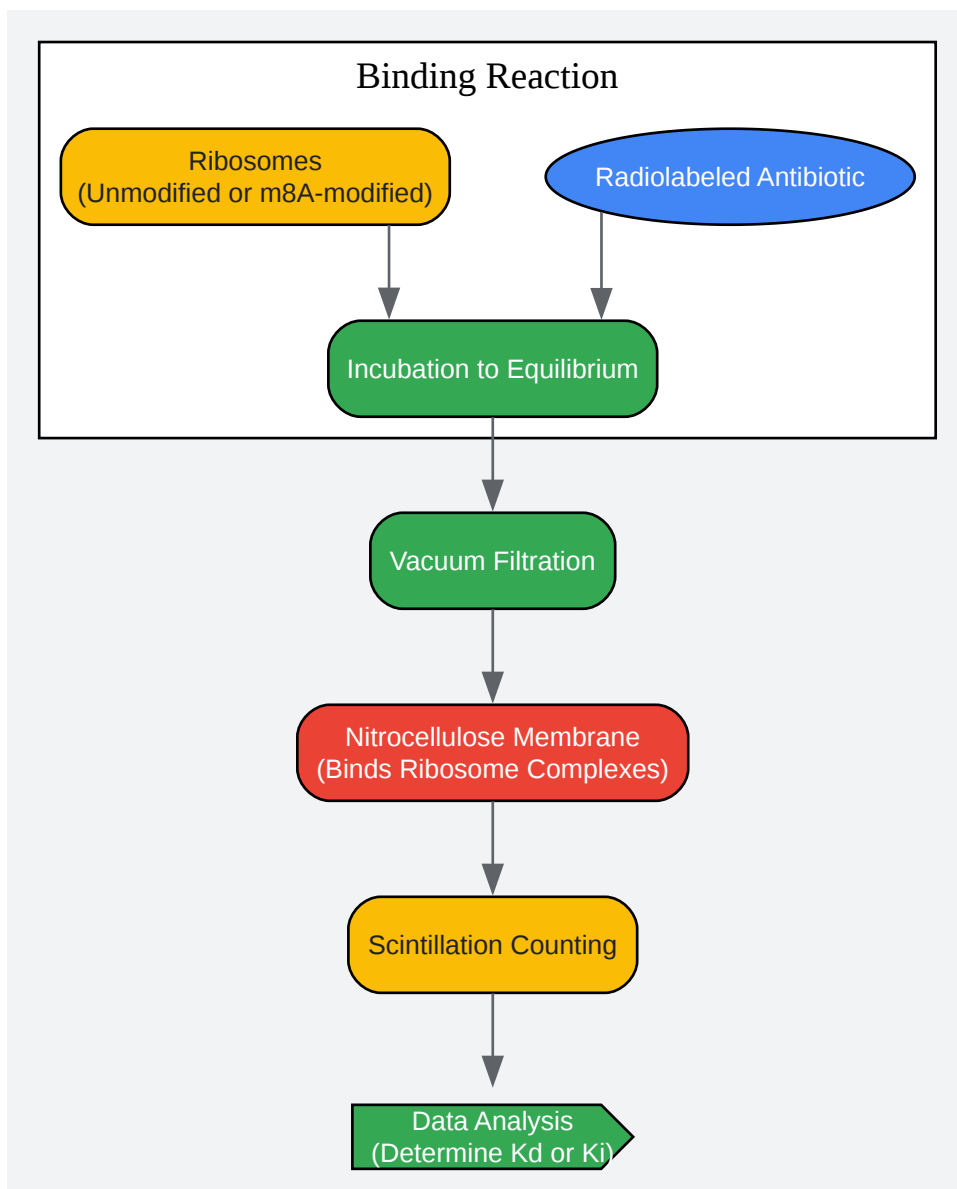 Binding Reaction
Ribosomes
(Unmodified or m8A-modified)
Radiolabeled Antibiotic
Incubation to Equilibrium
Vacuum Filtration
Nitrocellulose Membrane
(Binds Ribosome Complexes)
Scintillation Counting
Data Analysis
(Determine Kd or Ki)